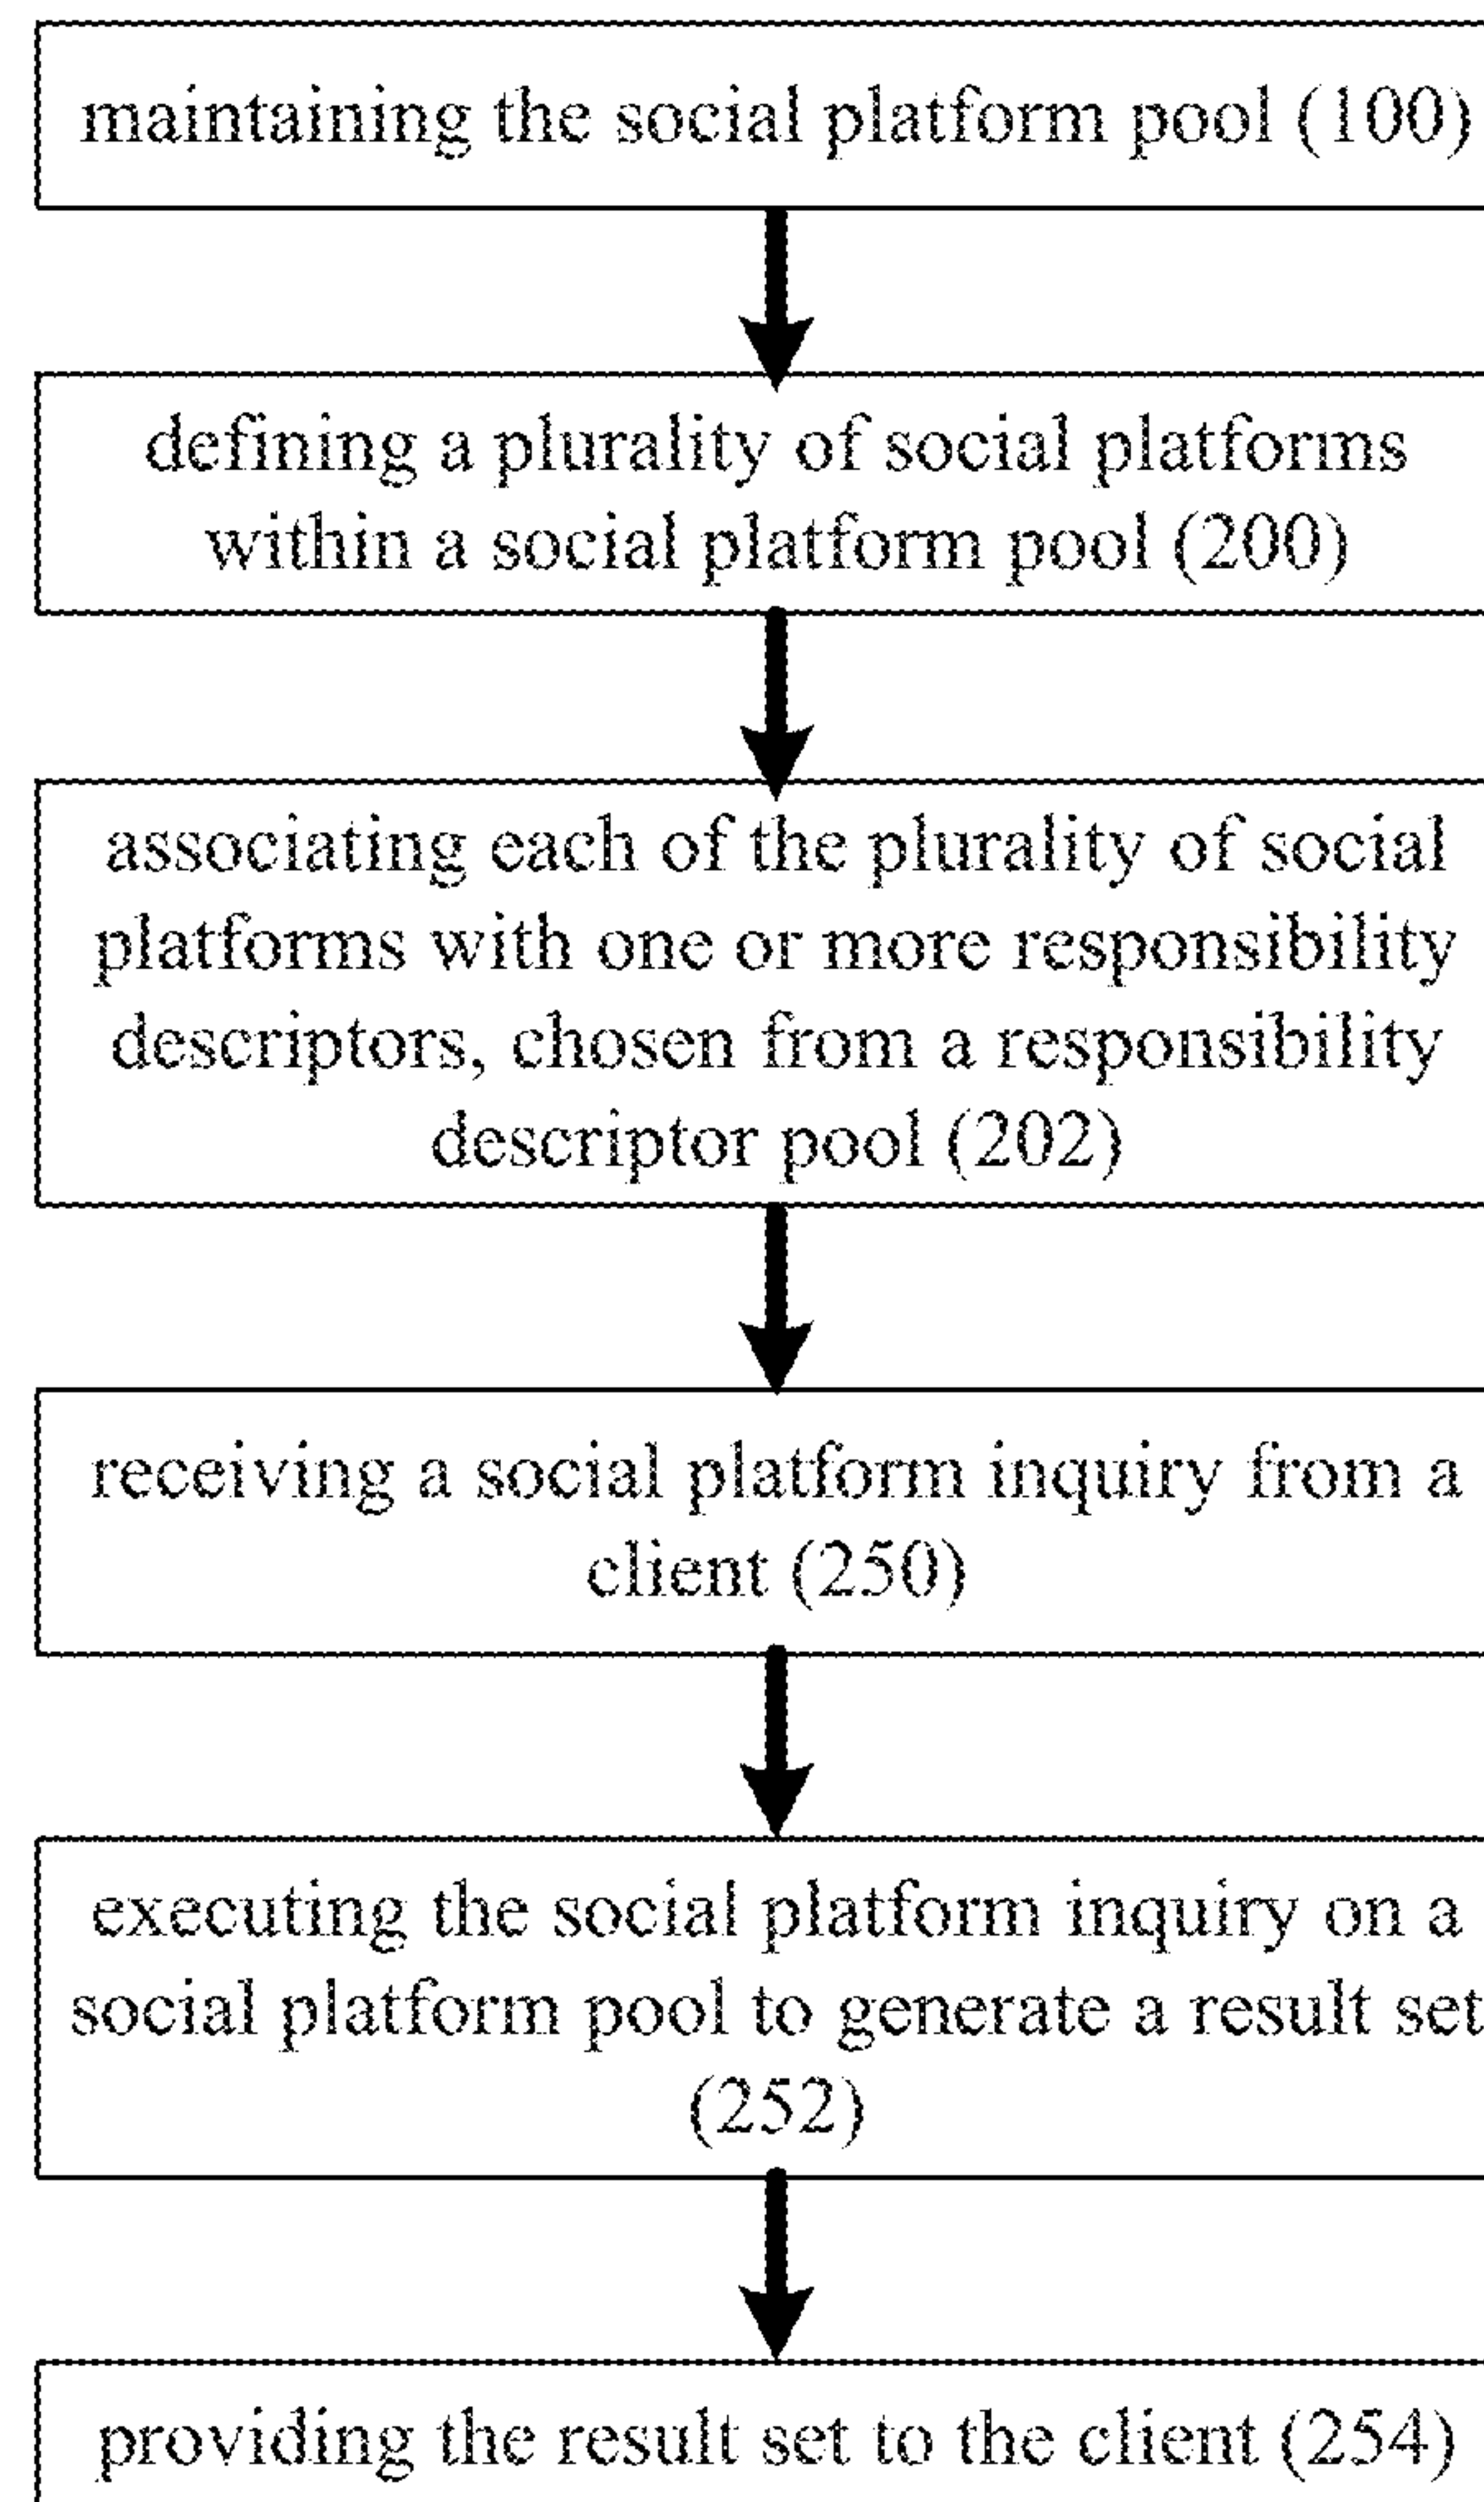 maintaining the social platform pool (100)
defining a plurality of social platforms
within a social platform pool (200)
associating each of the plurality of social
platforms with one or more responsibility
descriptors, chosen from a responsibility
descriptor pool (202)
receiving a social platform inquiry from a
client (250)
executing the social platform inquiry on a
social platform pool to generate a result set
(252)
providing the result set to the client (254)